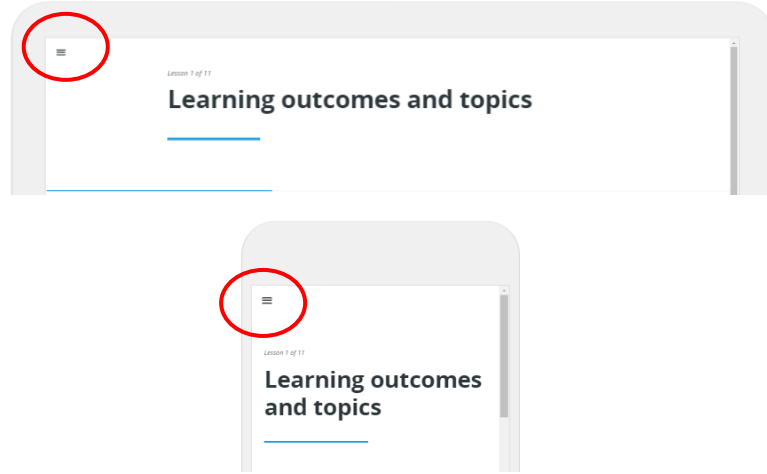 Lesson 1 of 11
Learning outcomes and topics
Lesson 1 of 11
Learning outcomes
and topics